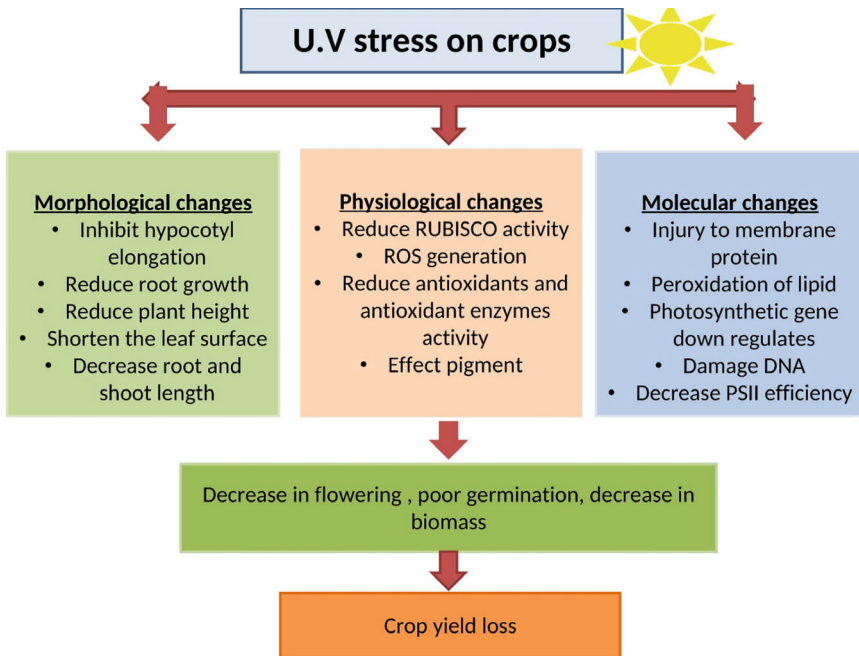 U.V stress on crops
Morphological changes
• Inhibit hypocotyl
elongation
• Reduce root growth
• Reduce plant height
• Shorten the leaf surface
• Decrease root and
shoot length
Physiological changes
• Reduce RUBISCO activity
• ROS generation
• Reduce antioxidants and
antioxidant enzymes
activity
• Effect pigment
Molecular changes
• Injury to membrane
protein
• Peroxidation of lipid
• Photosynthetic gene
down regulates
• Damage DNA
• Decrease PSII efficiency
Decrease in flowering , poor germination, decrease in
biomass
Crop yield loss